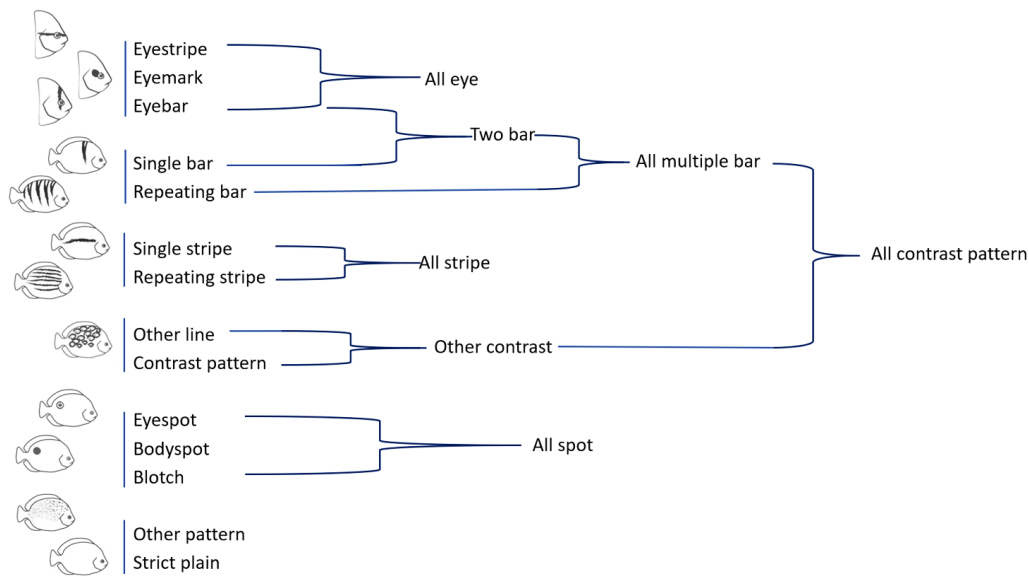 Eyestripe
Eyemark
All eye
Eyebar
Two bar
Single bar
All multiple bar
Repeating bar
Single stripe
All contrast pattern
All stripe
Repeating stripe
Other line
Other contrast
Contrast pattern
Eyespot
Bodyspot
All spot
Blotch
Other pattern
Strict plain